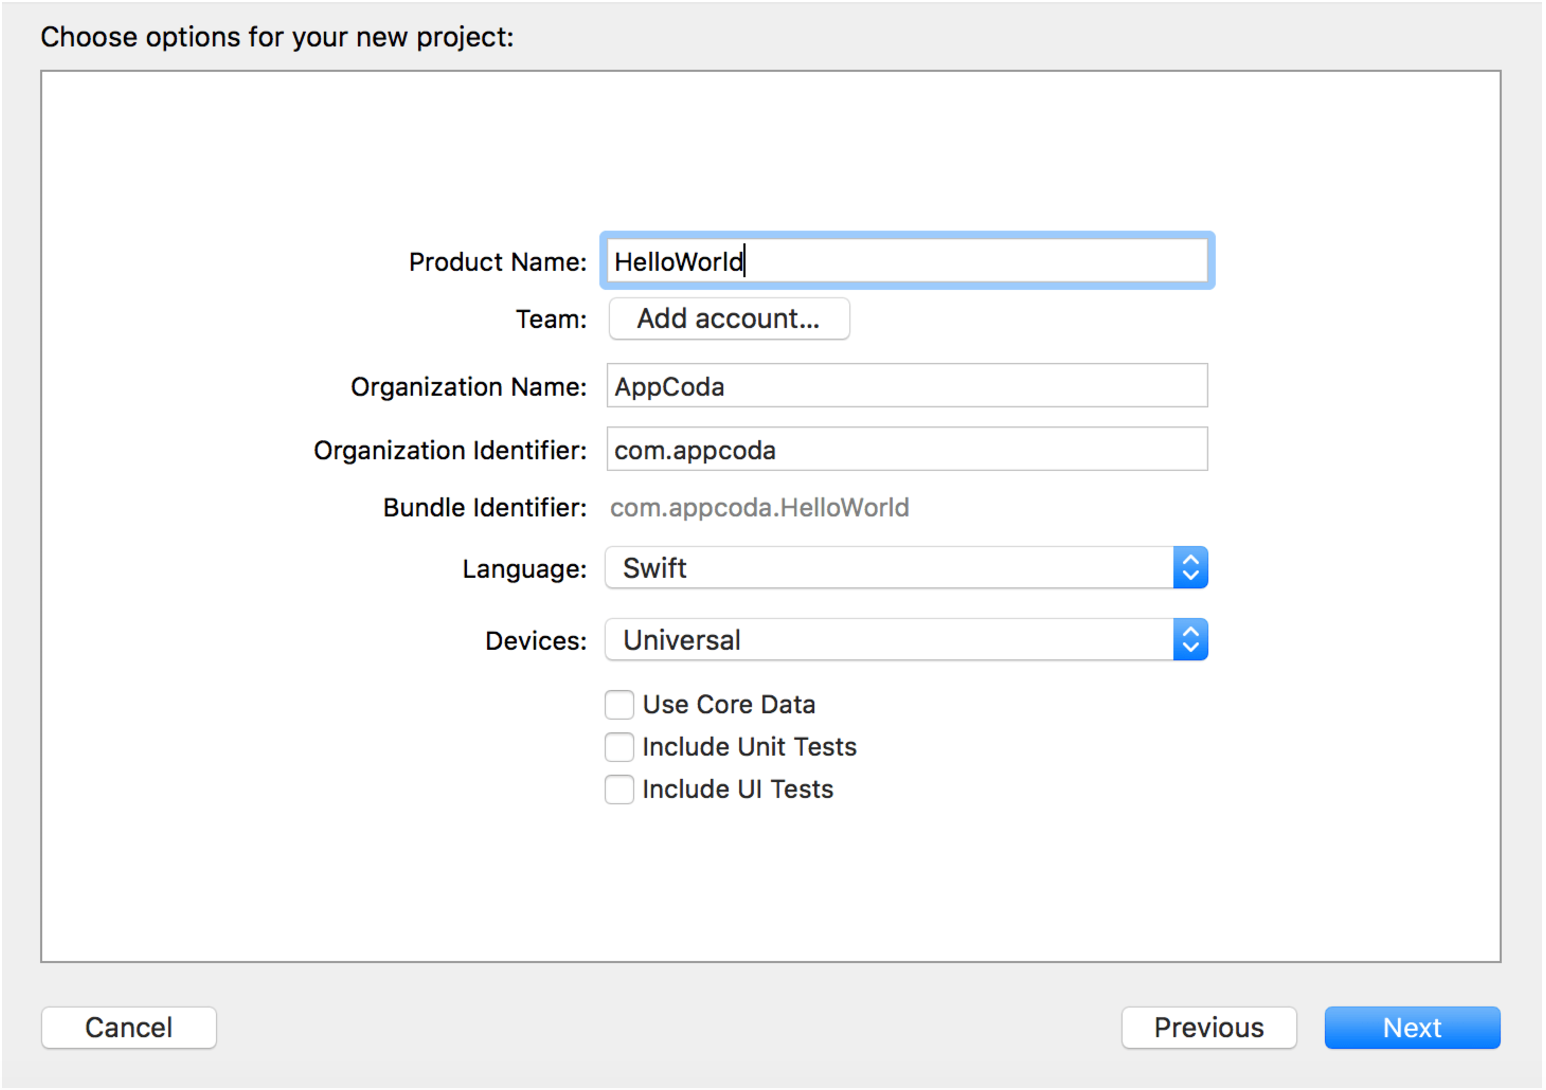 Choose options for your new project:
Product Name: HelloWorld
Team: Add account...
Organization Name: AppCoda
Organization Identifier: com.appcoda
Bundle Identifier: com.appcoda.HelloWorld
Language: Swift
Devices: Universal
Use Core Data
Include Unit Tests
Include UI Tests
Cancel Previous Next